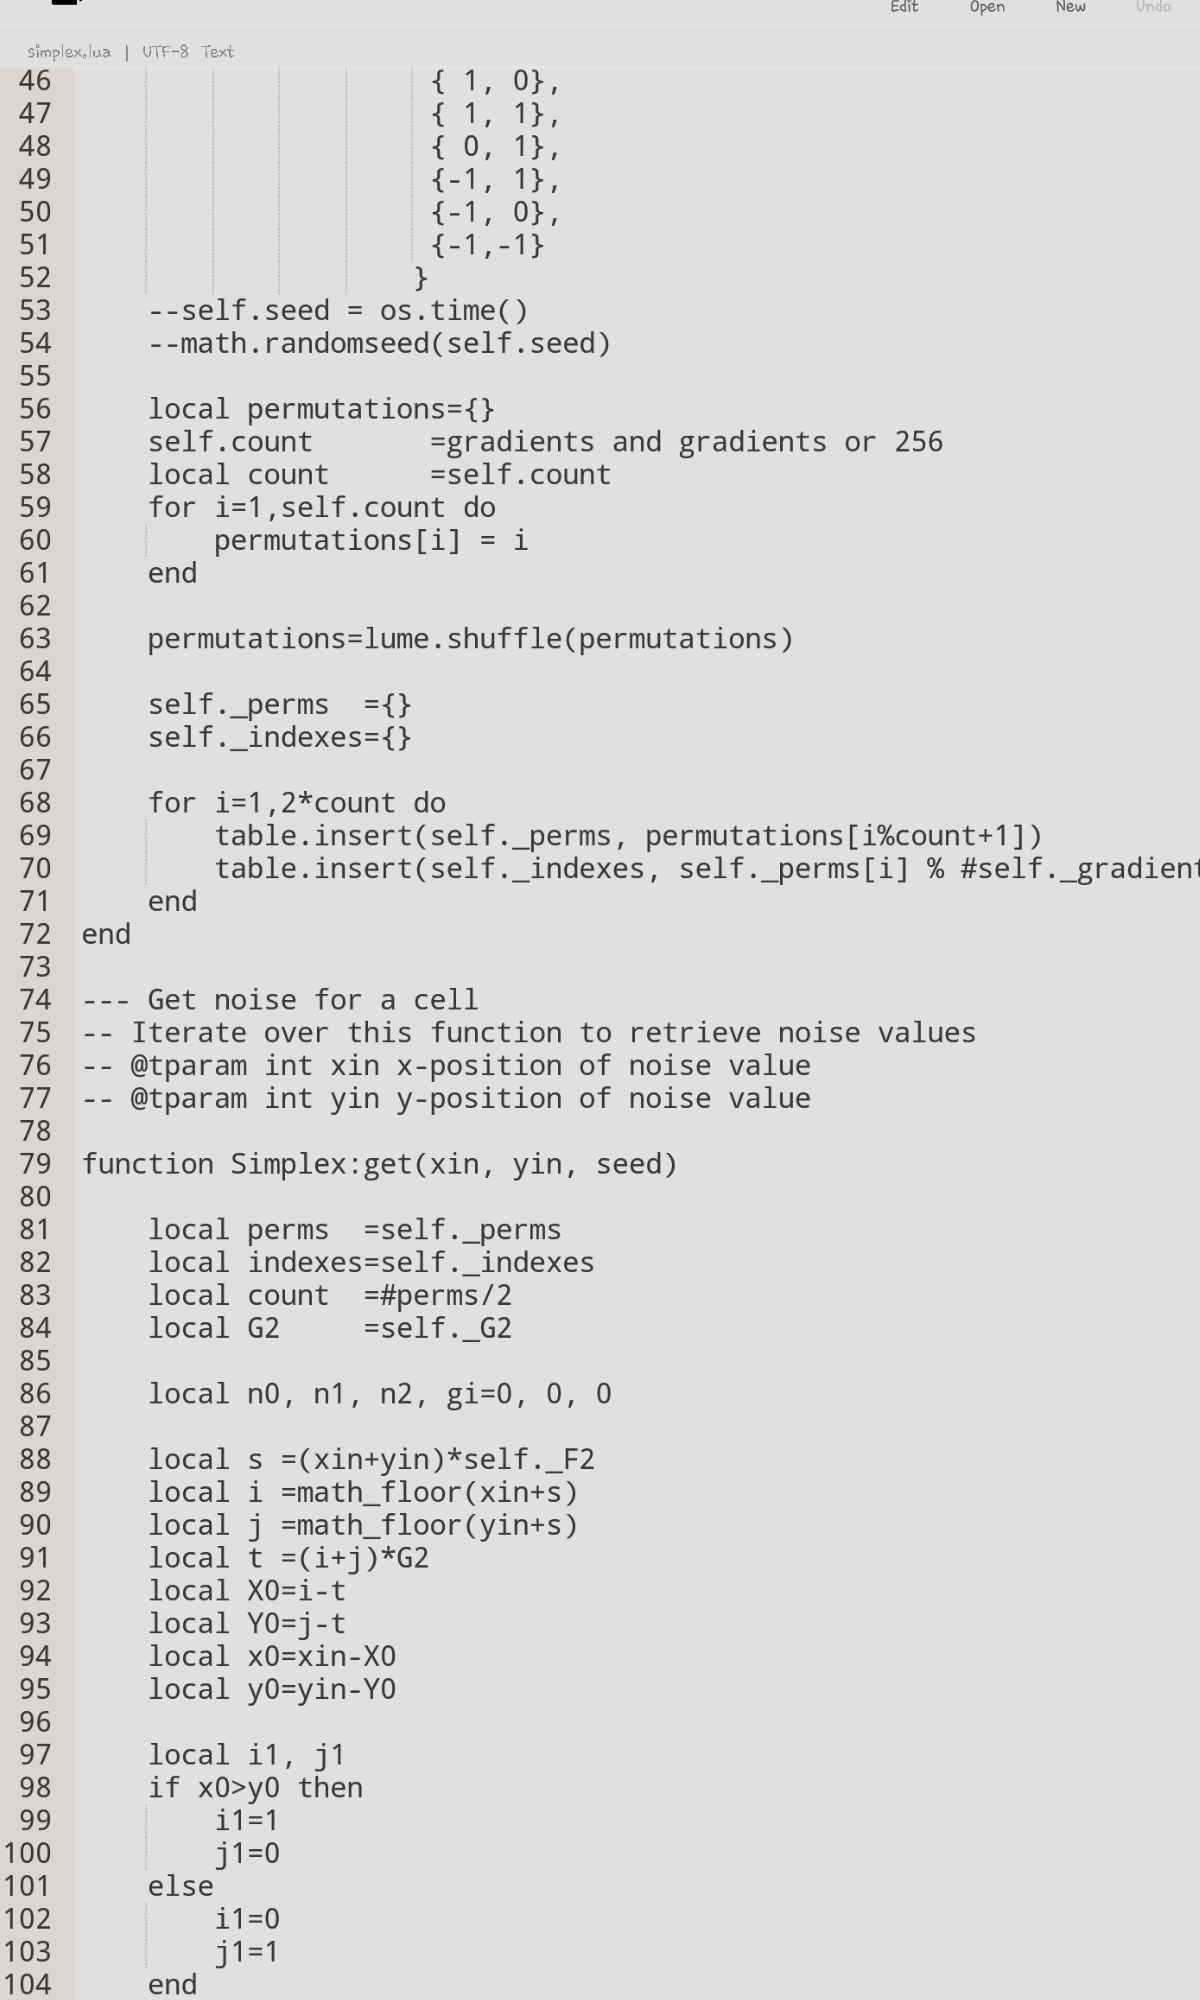 Edit Open New Undo
simplex.lua | UTF-8 Text
46 { 1, 0},
47 { 1, 1},
48 { 0, 1},
49 {-1, 1},
50 {-1, 0},
51 {-1,-1}
52 }
53 --self.seed = os.time()
54 --math.randomseed(self.seed)
55
56 local permutations={}
57 self.count       =gradients and gradients or 256
58 local count      =self.count
59 for i=1,self.count do
60     permutations[i] = i
61 end
62
63 permutations=lume.shuffle(permutations)
64
65 self._perms  ={}
66 self._indexes={}
67
68 for i=1,2*count do
69     table.insert(self._perms, permutations[i%count+1])
70     table.insert(self._indexes, self._perms[i] % #self._gradient
71 end
72 end
73
74 --- Get noise for a cell
75 -- Iterate over this function to retrieve noise values
76 -- @tparam int xin x-position of noise value
77 -- @tparam int yin y-position of noise value
78
79 function Simplex:get(xin, yin, seed)
80
81     local perms  =self._perms
82     local indexes=self._indexes
83     local count  =#perms/2
84     local G2     =self._G2
85
86     local n0, n1, n2, gi=0, 0, 0
87
88     local s =(xin+yin)*self._F2
89     local i =math_floor(xin+s)
90     local j =math_floor(yin+s)
91     local t =(i+j)*G2
92     local X0=i-t
93     local Y0=j-t
94     local x0=xin-X0
95     local y0=yin-Y0
96
97     local i1, j1
98     if x0>y0 then
99         i1=1
100         j1=0
101     else
102         i1=0
103         j1=1
104     end